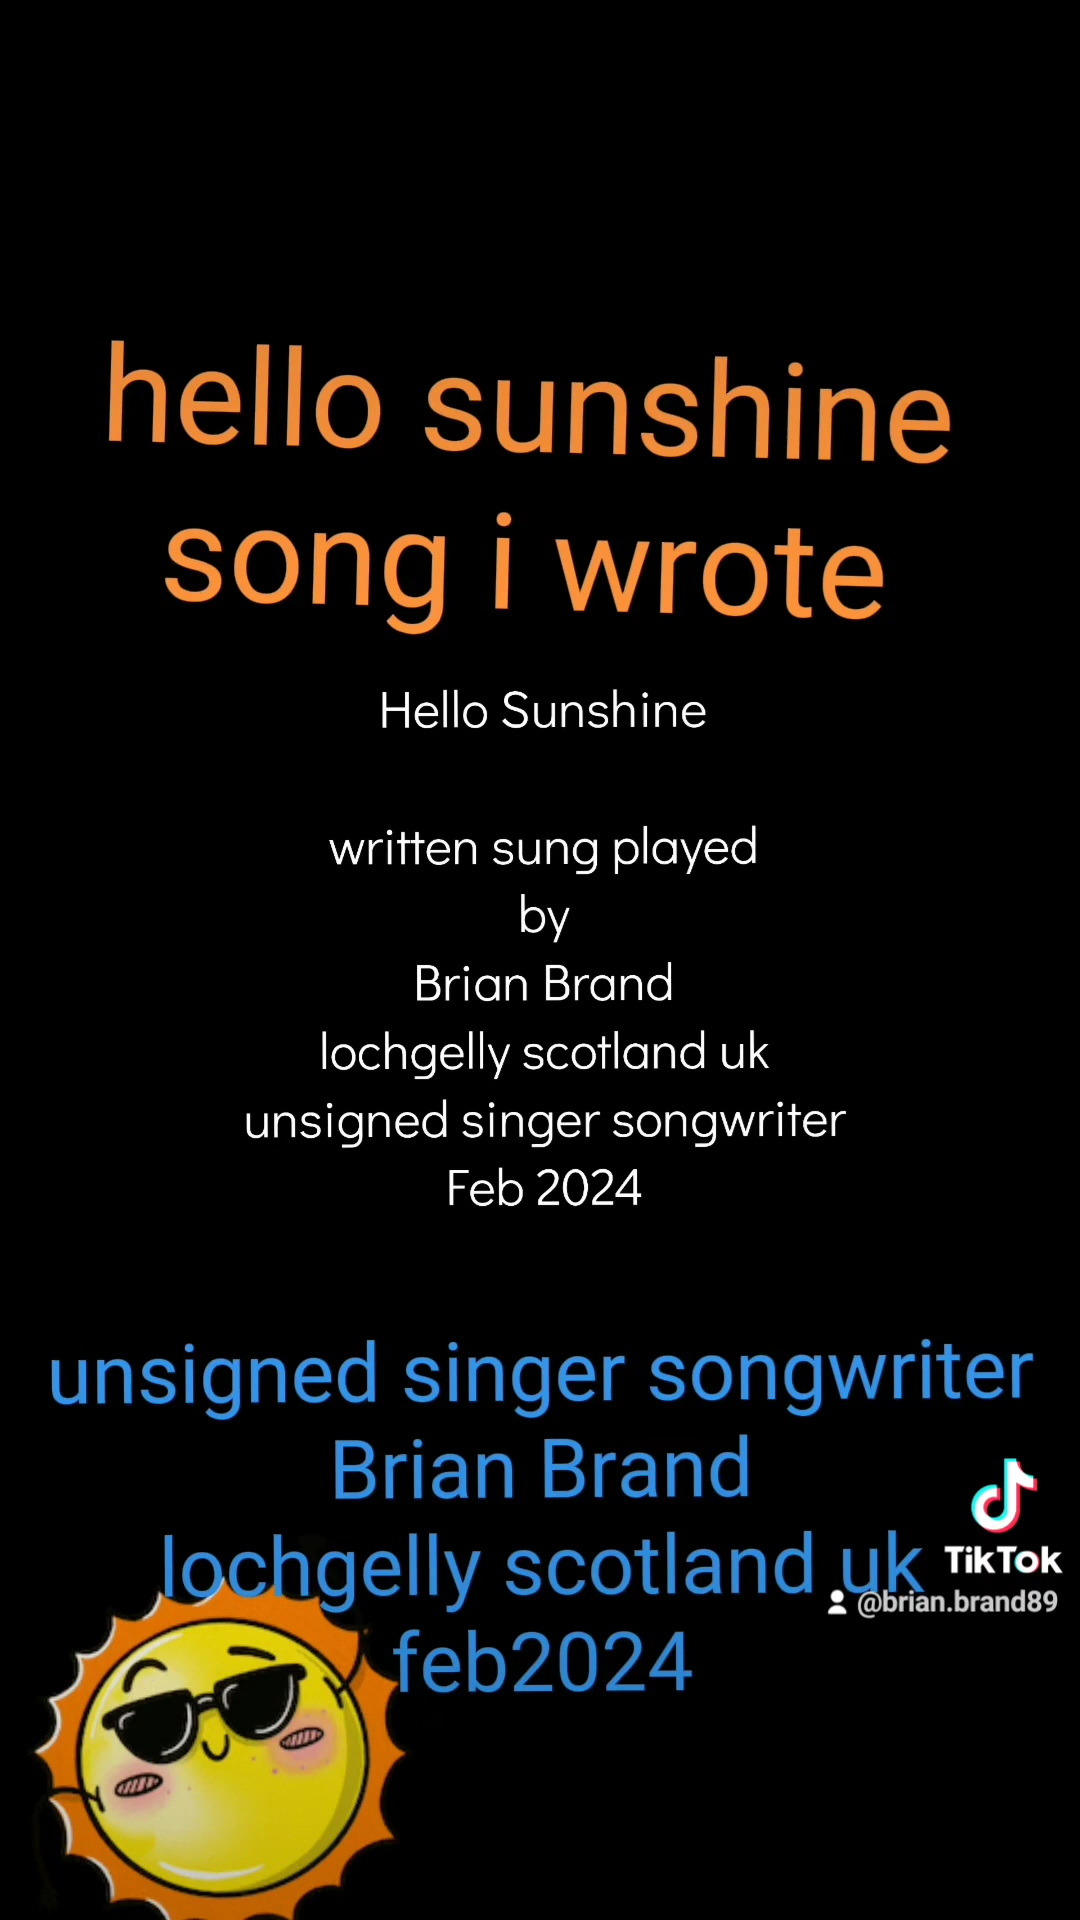 hello sunshine
song i wrote
Hello Sunshine
written sung played
by
Brian Brand
lochgelly scotland uk
unsigned singer songwriter
Feb 2024
unsigned singer songwriter
Brian Brand
lochgelly scotland uk
feb2024
TikTok
@brian.brand89